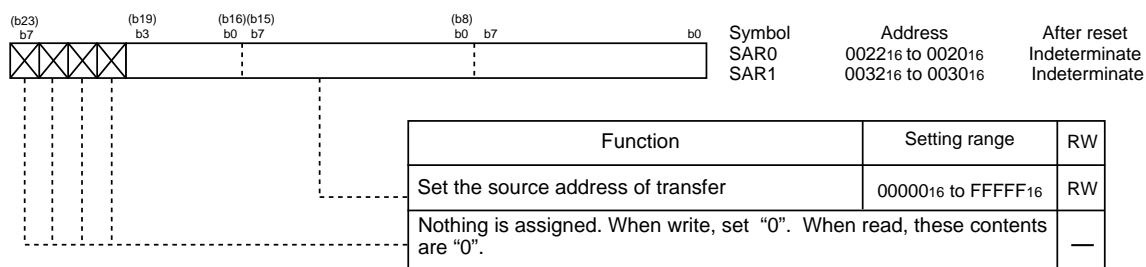 (b23) (b19) (b16)(b15) (b8)
b7 b3 b0 b7 b0 b7 b0
Symbol Address After reset
SAR0 002216 to 002016 Indeterminate
SAR1 003216 to 003016 Indeterminate
Function Setting range RW
Set the source address of transfer 0000016 to FFFFF16 RW
Nothing is assigned. When write, set “0”. When read, these contents
are “0”. —